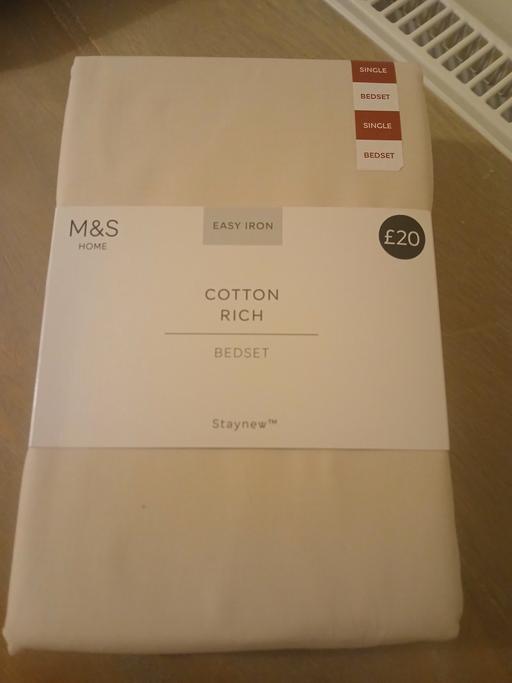 SINGLE
BEDSET
SINGLE
BEDSET
M&S
HOME
EASY IRON
£20
COTTON
RICH
BEDSET
Staynew™